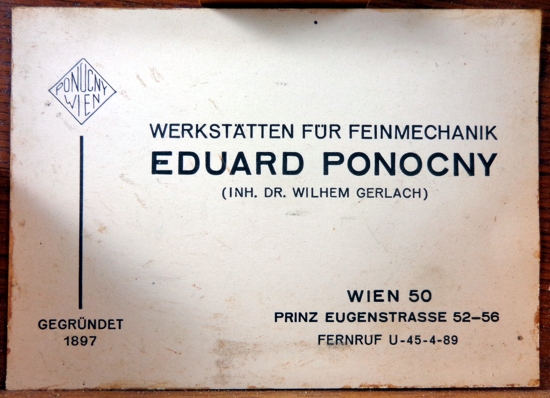 PONOCNY
WIEN
WERKSTÄTTEN FÜR FEINMECHANIK
EDUARD PONOCNY
(INH. DR. WILHEM GERLACH)
GEGRÜNDET
1897
WIEN 50
PRINZ EUGENSTRASSE 52–56
FERNRUF U-45-4-89